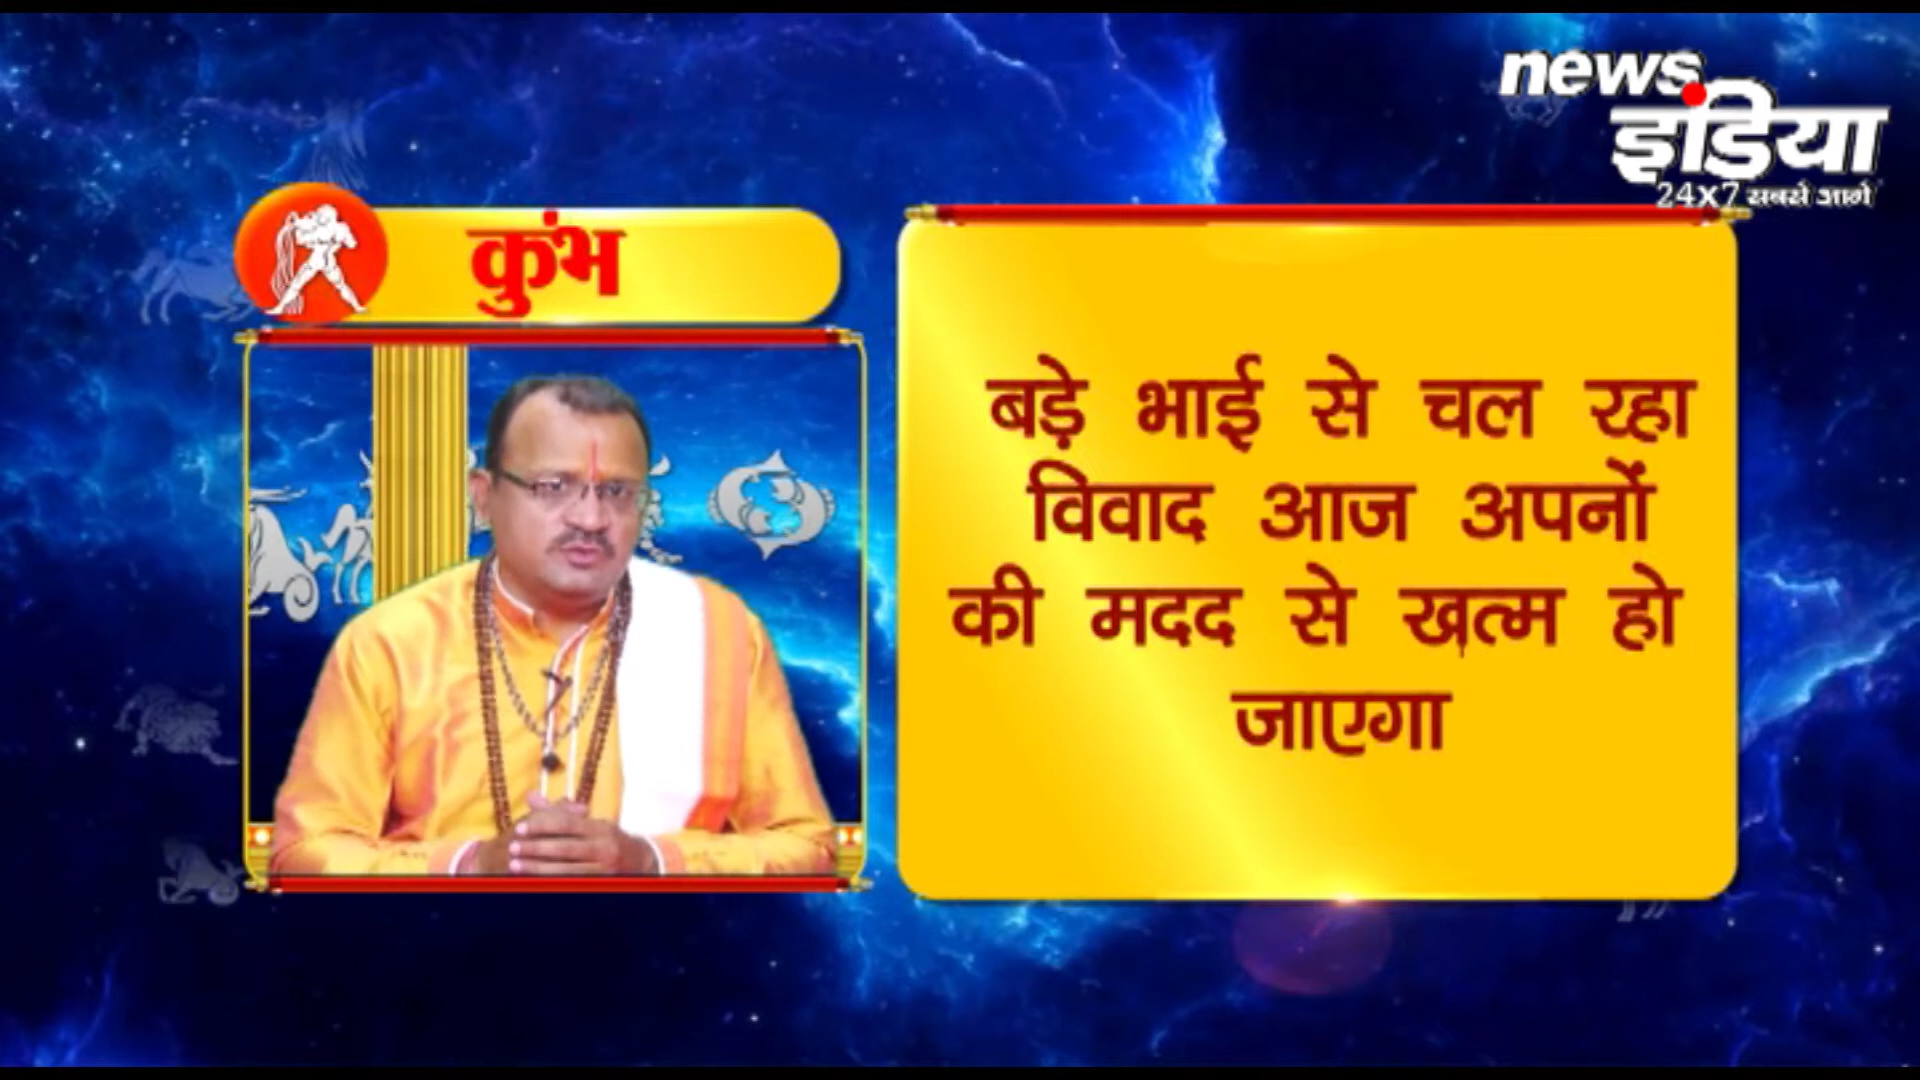 news
इंडिया
24x7 सबसे आगे
कुंभ
बड़े भाई से चल रहा
विवाद आज अपनों
की मदद से खत्म हो
जाएगा